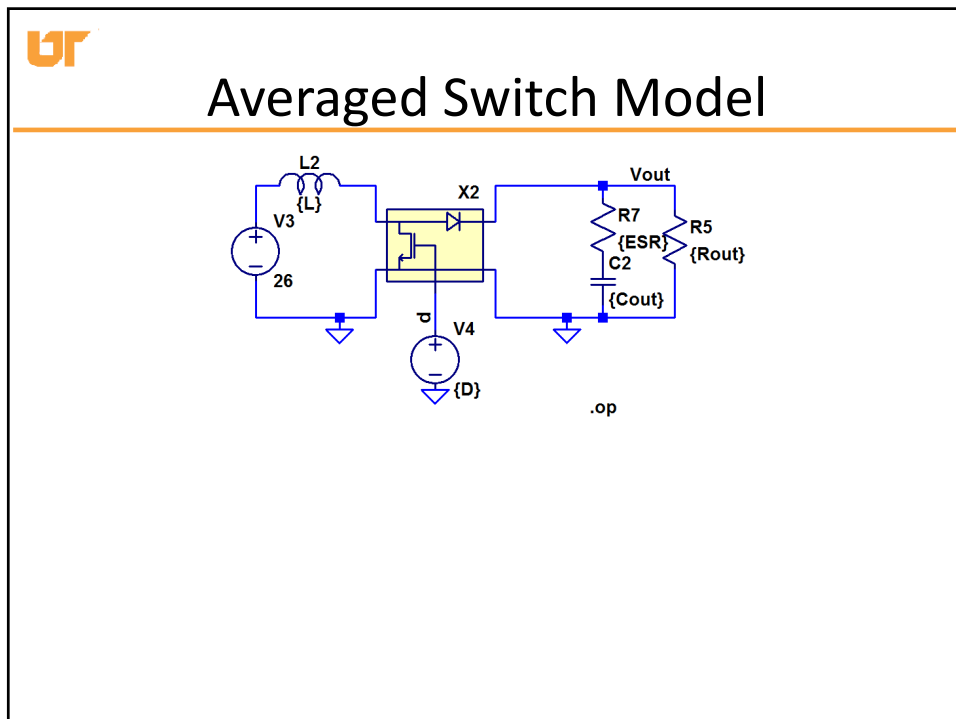 UT
Averaged Switch Model
L2
{L}
V3
26
X2
d
V4
{D}
Vout
R7
{ESR}
C2
{Cout}
R5
{Rout}
.op